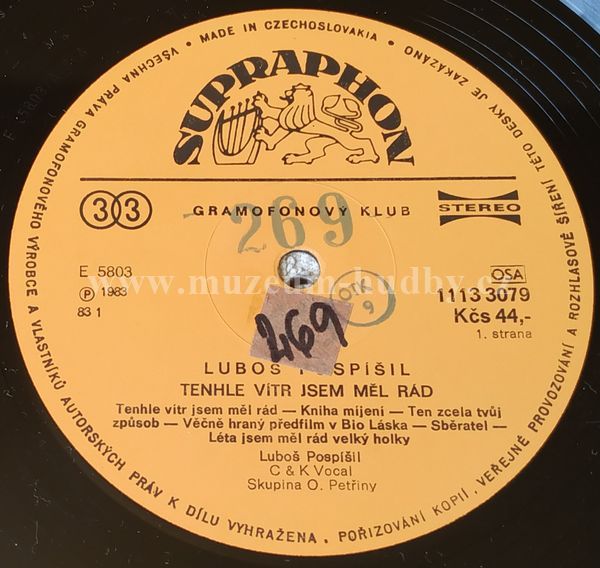 VŠECHNA PRÁVA GRAMOFONOVÉHO VÝROBCE A VLASTNÍKŮ AUTORSKÝCH PRÁV K DÍLU VYHRAŽENA. POŘIZOVÁNÍ KOPIÍ, VEŘEJNÉ PROVOZOVÁNÍ A ROZHLASOVÉ ŠÍŘENÍ TÉTO DESKY JE ZAKÁZÁNO • MADE IN CZECHOSLOVAKIA •
SUPRAPHON
33
GRAMOFONOVÝ KLUB
STEREO
269
E 5803
℗ 1983
83 1
OTK
9
OSA
1113 3079
Kčs 44,-
1. strana
www.muzeum-hudby.cz
269
LUBOŠ POSPÍŠIL
TENHLE VÍTR JSEM MĚL RÁD
Tenhle vítr jsem měl rád — Kniha míjení — Ten zcela tvůj
způsob — Věčně hraný předfilm v Bio Láska — Sběratel —
Léta jsem měl rád velký holky
Luboš Pospíšil
C & K Vocal
Skupina O. Petřiny